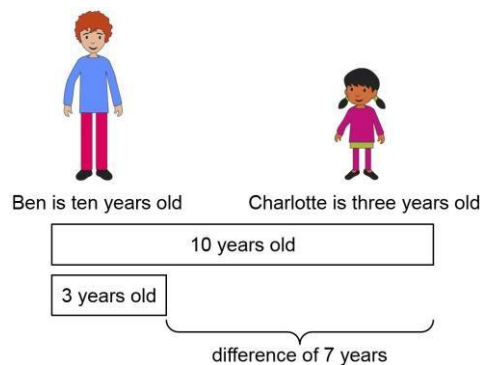 Ben is ten years old
Charlotte is three years old
10 years old
3 years old
difference of 7 years